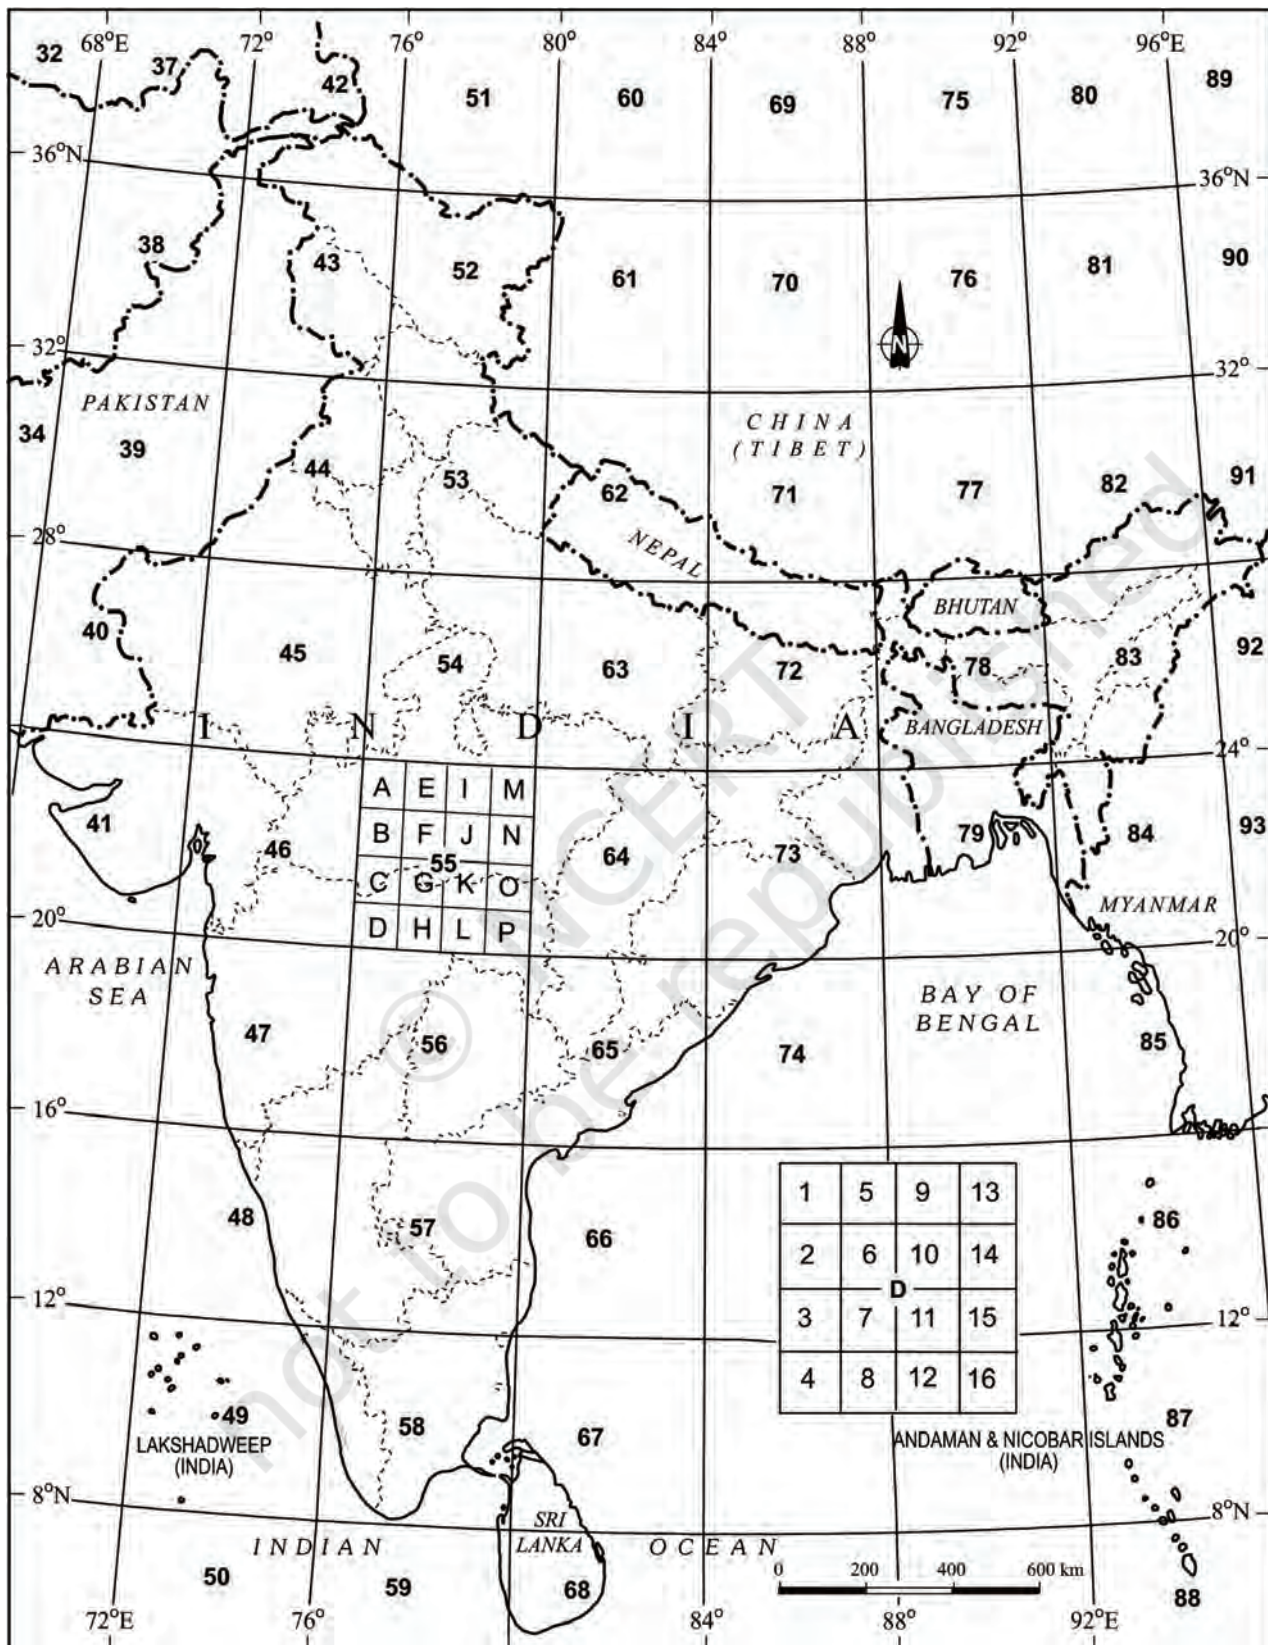 68°E 72° 76° 80° 84° 88° 92° 96°E
32 37 42 51 60 69 75 80 89
36°N 36°N
38 43 52 61 70 76 81 90
32° 32°
PAKISTAN
34 39
CHINA
(TIBET)
44 53 62 71 77 82 91
28°
NEPAL
BHUTAN
40 45 54 63 72 78 83 92
I N D I A
BANGLADESH
24°
A E I M
B F J N
55
C G K O
D H L P
41 46 64 73 79 84 93
MYANMAR
20° 20°
ARABIAN
SEA
BAY OF
BENGAL
47 56 65 74 85
16°
1 5 9 13
2 6 10 14
D
3 7 11 15
4 8 12 16
48 57 66 86
12° 12°
49 58 67 87
LAKSHADWEEP
(INDIA)
ANDAMAN & NICOBAR ISLANDS
(INDIA)
8°N 8°N
SRI
LANKA
INDIAN OCEAN
0 200 400 600 km
50 59 68 88
72°E 76° 84° 88° 92°E
© NCERT
not to be republished